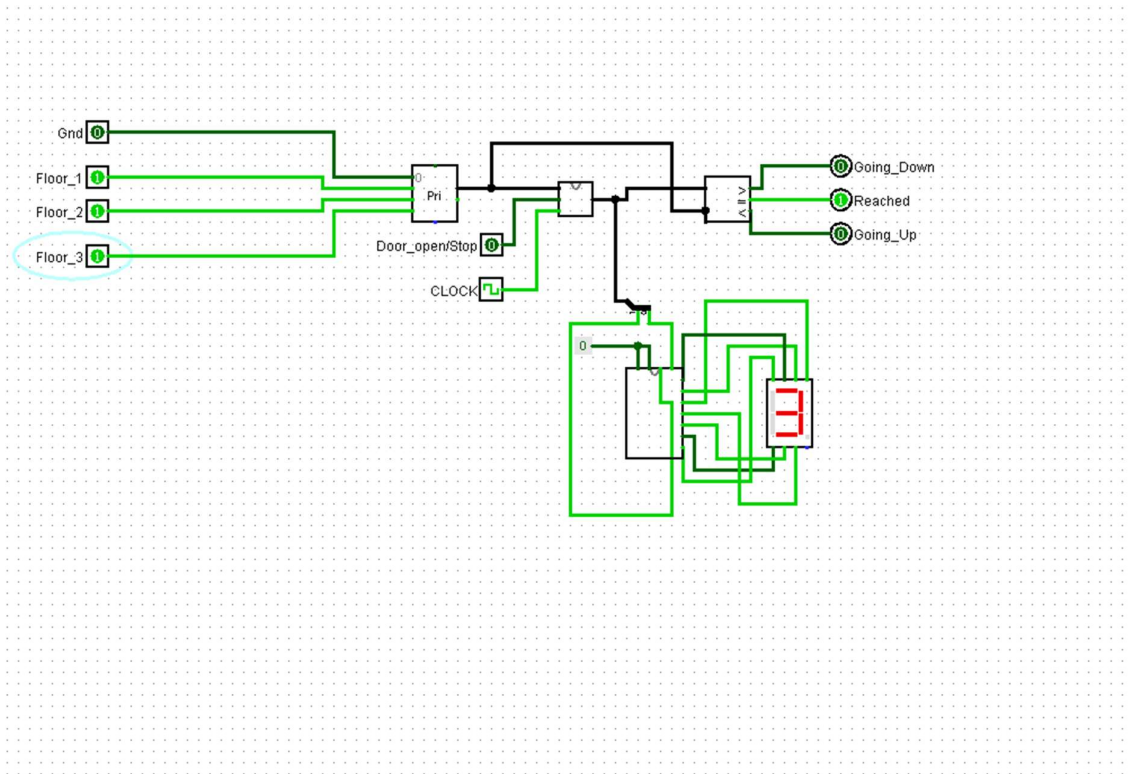 Gnd 0
Floor_1 1
Floor_2 1
Floor_3 1
0
Pri
Door_open/Stop 0
CLOCK
> = <
0 Going_Down
1 Reached
0 Going_Up
0
3